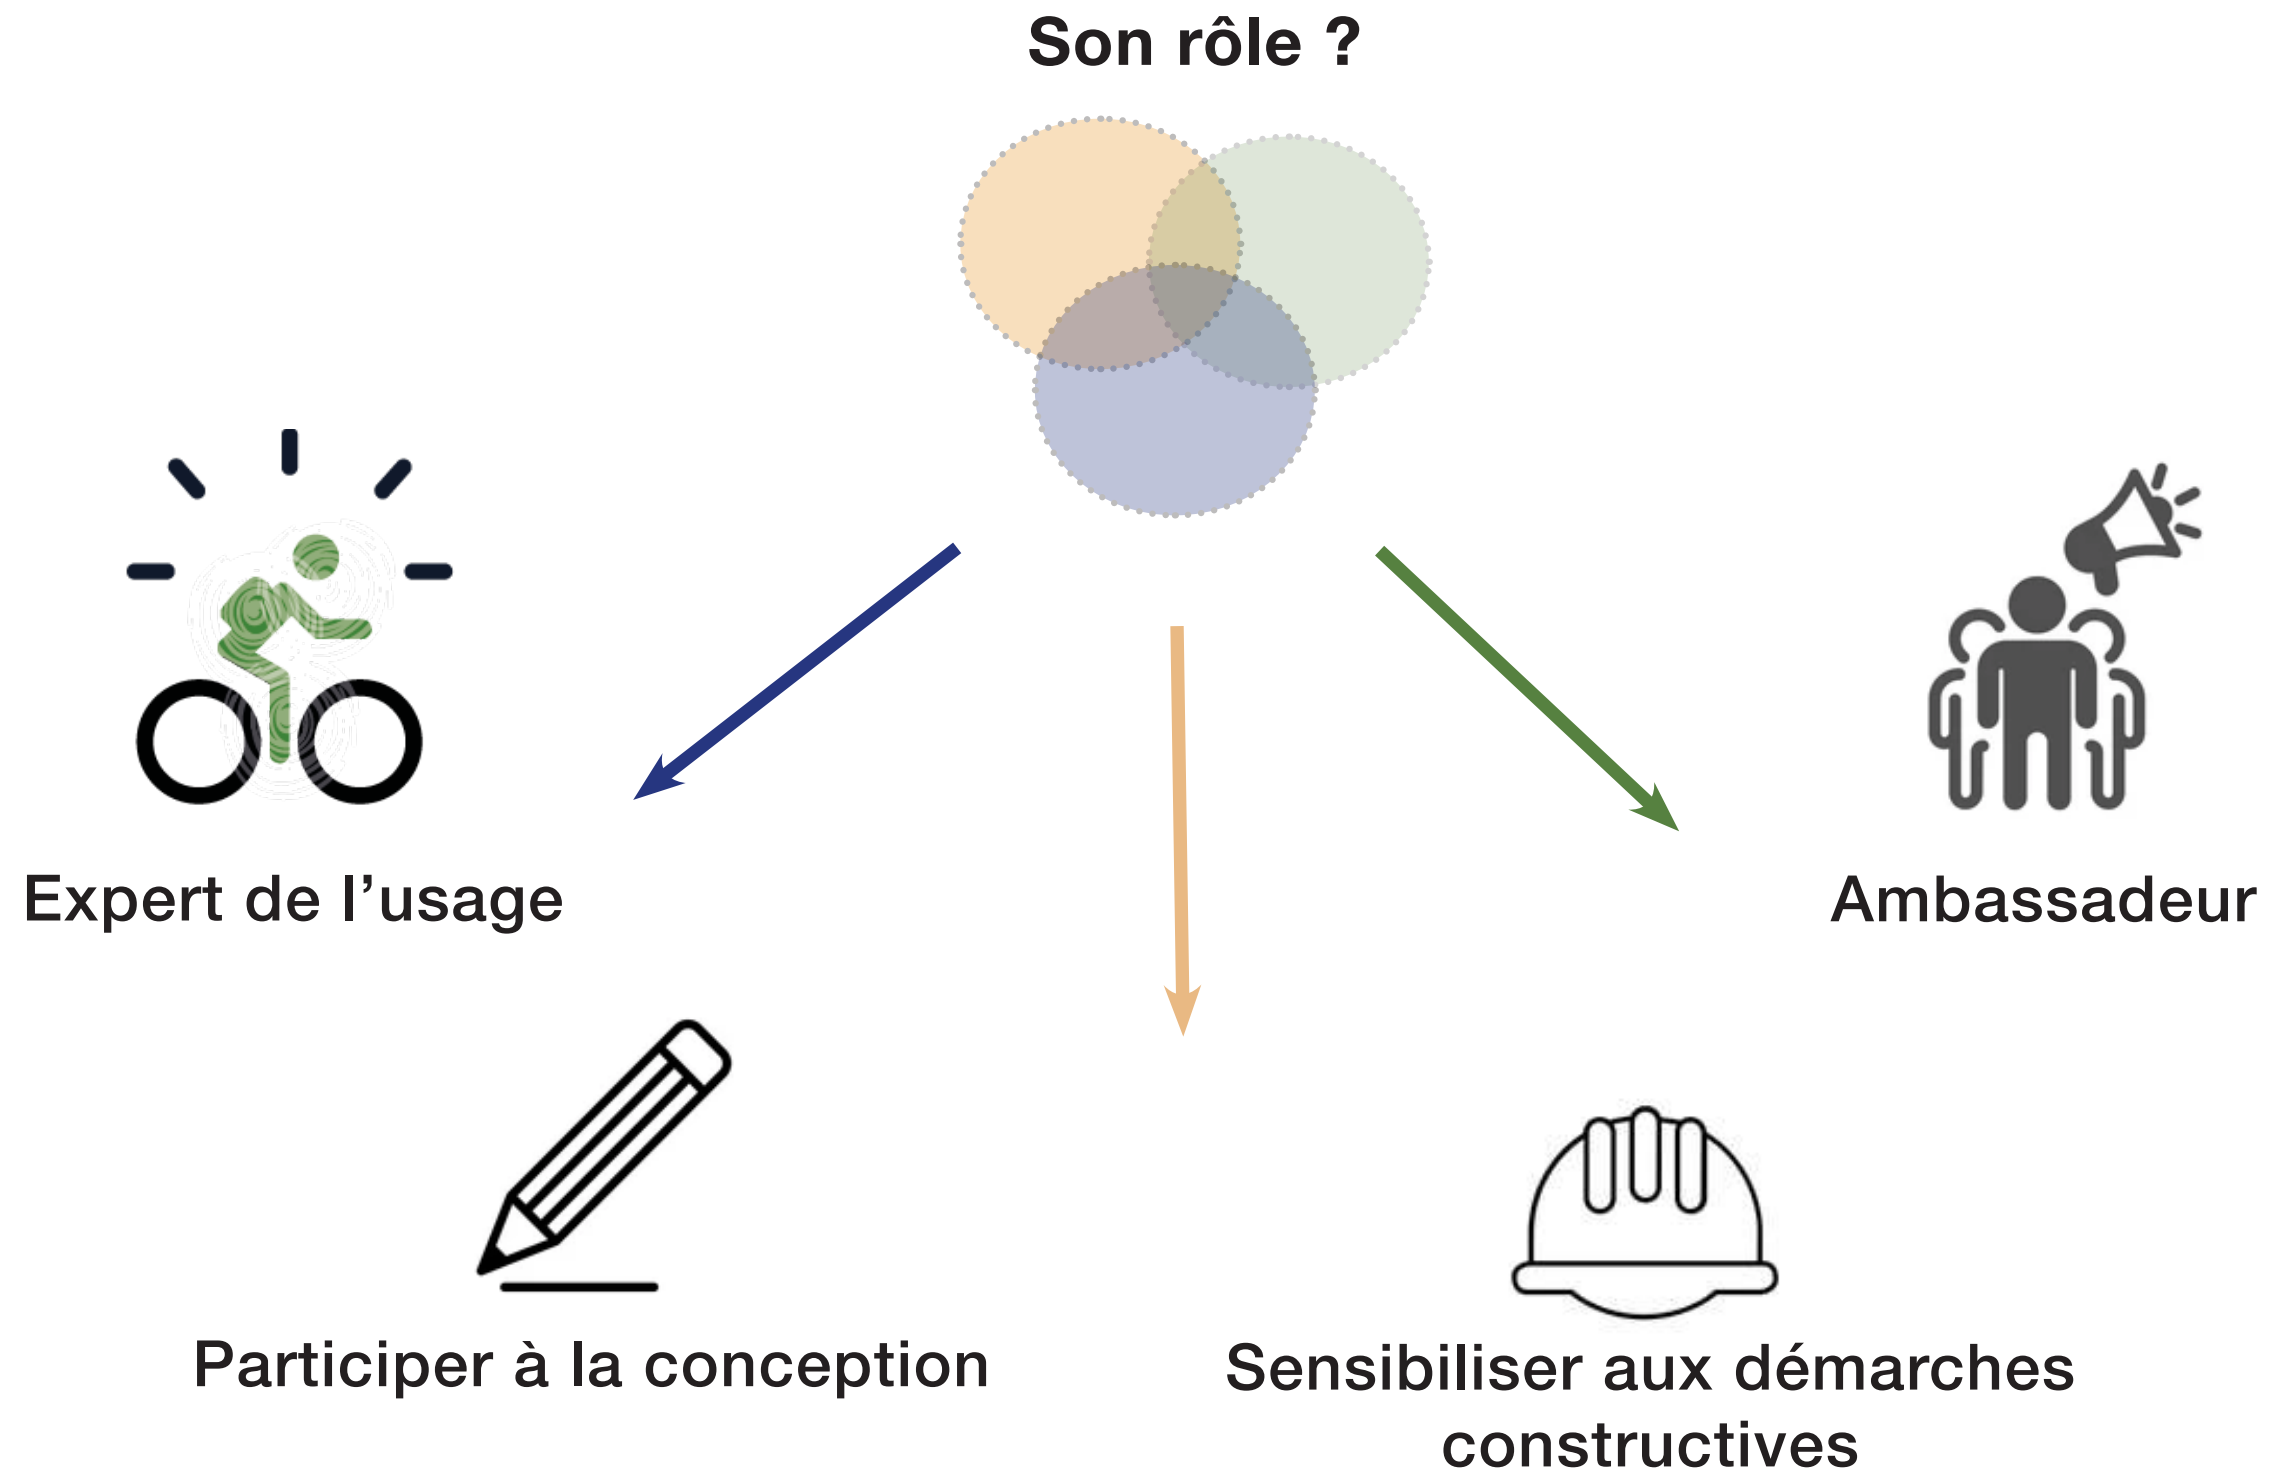 Son rôle ?
Expert de l’usage
Ambassadeur
Participer à la conception
Sensibiliser aux démarches
constructives